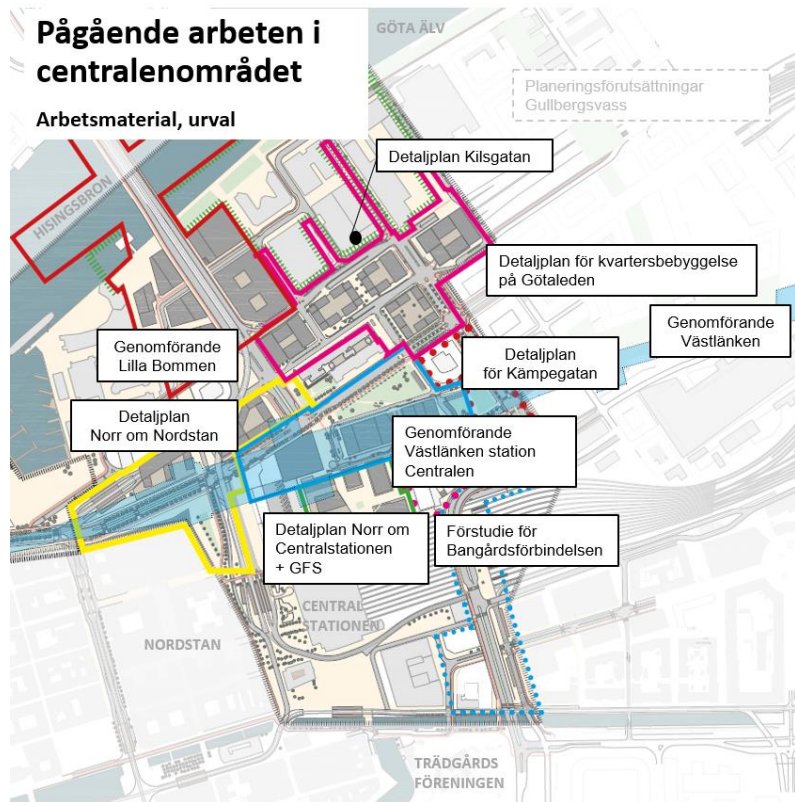 Pågående arbeten i
centralenområdet
Arbetsmaterial, urval
GÖTA ÄLV
Planeringsförutsättningar
Gullbergsvass
HISINGSBRON
Detaljplan Kilsgatan
Detaljplan för kvartersbebyggelse
på Götaleden
Genomförande
Västlänken
Genomförande
Lilla Bommen
Detaljplan
för Kämpegatan
Detaljplan
Norr om Nordstan
Genomförande
Västlänken station
Centralen
Detaljplan Norr om
Centralstationen
+ GFS
Förstudie för
Bangårdsförbindelsen
CENTRAL
STATIONEN
NORDSTAN
TRÄDGÅRDS
FÖRENINGEN